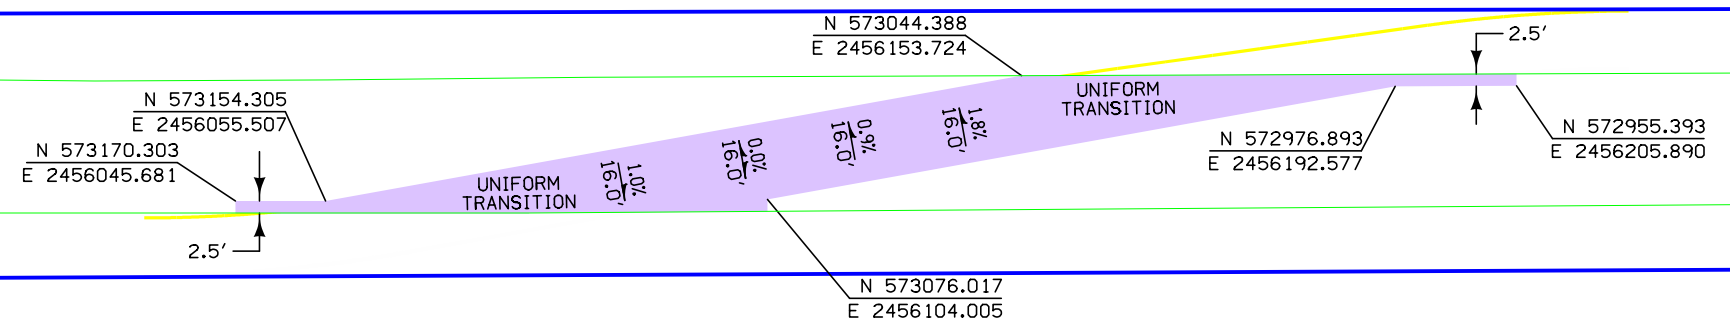 N 573044.388
E 2456153.724
2.5'
N 573154.305
E 2456055.507
UNIFORM
TRANSITION
1.8%
16.0'
0.9%
16.0'
N 572976.893
E 2456192.577
N 572955.393
E 2456205.890
N 573170.303
E 2456045.681
0.0%
16.0'
1.0%
16.0'
UNIFORM
TRANSITION
2.5'
N 573076.017
E 2456104.005